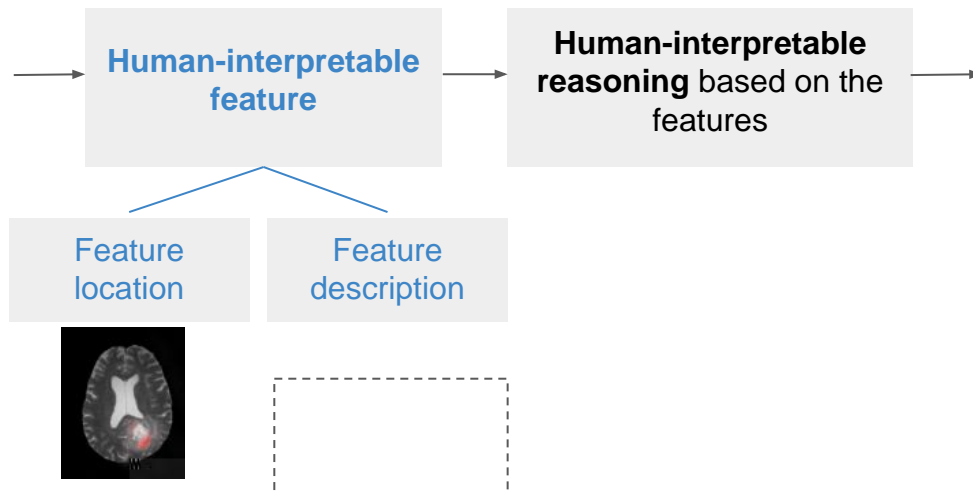 Human-interpretable
feature
Human-interpretable
reasoning based on the
features
Feature
location
Feature
description